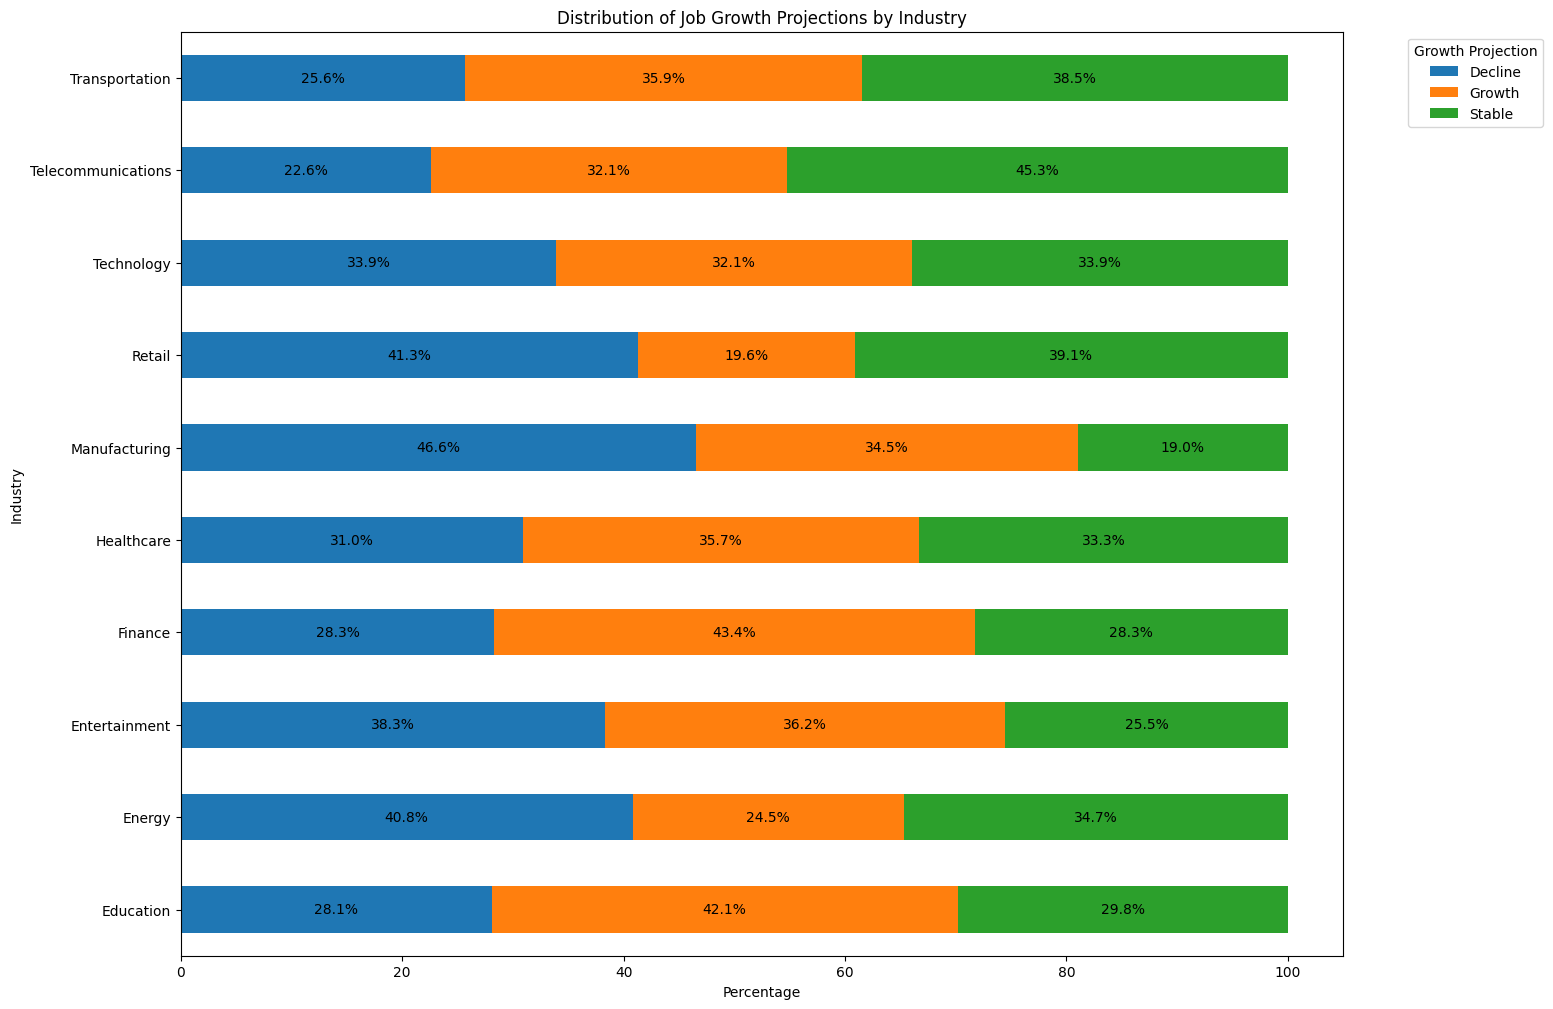 Distribution of Job Growth Projections by Industry
Growth Projection
Decline
Growth
Stable
Transportation 25.6% 35.9% 38.5%
Telecommunications 22.6% 32.1% 45.3%
Technology 33.9% 32.1% 33.9%
Retail 41.3% 19.6% 39.1%
Manufacturing 46.6% 34.5% 19.0%
Healthcare 31.0% 35.7% 33.3%
Finance 28.3% 43.4% 28.3%
Entertainment 38.3% 36.2% 25.5%
Energy 40.8% 24.5% 34.7%
Education 28.1% 42.1% 29.8%
Industry
0 20 40 60 80 100
Percentage